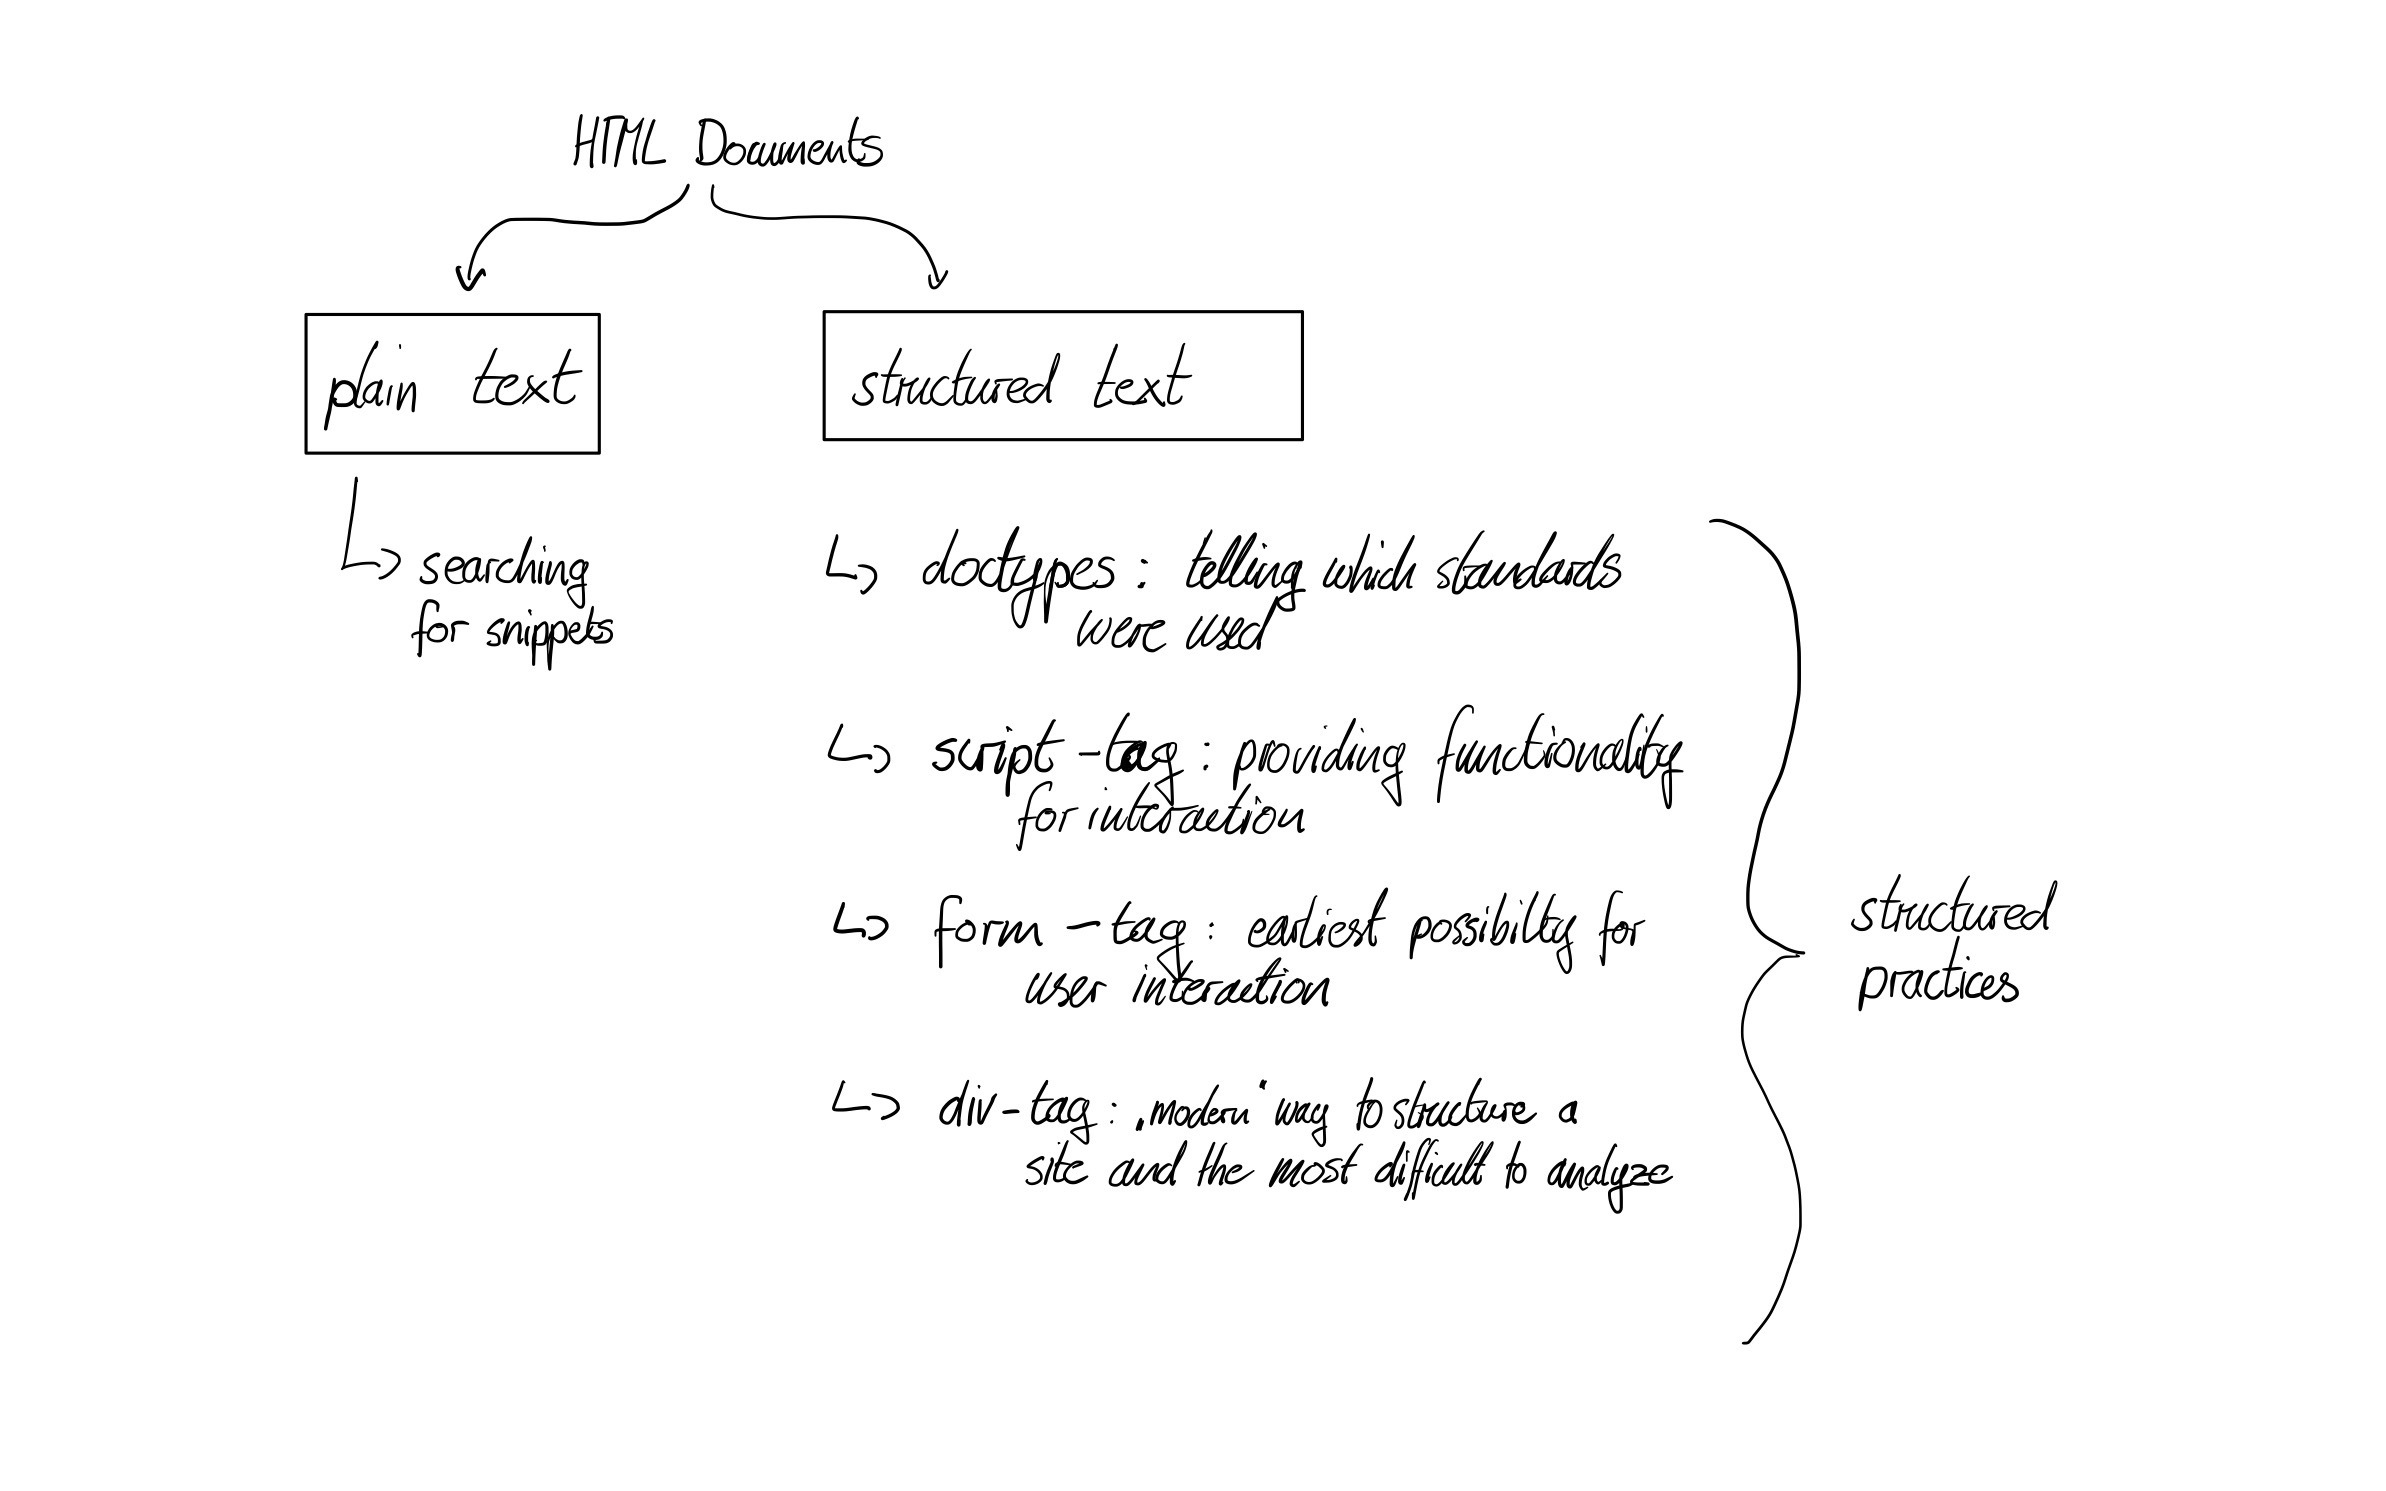 HTML Documents
plain text
structured text
searching
for snippets
doctypes : telling which standards
were used
script-tag : providing functionality
for interaction
form-tag : earliest possibilty for
user interaction
div-tag : „modern“ way to structure a
site and the most difficult to analyze
structured
practices